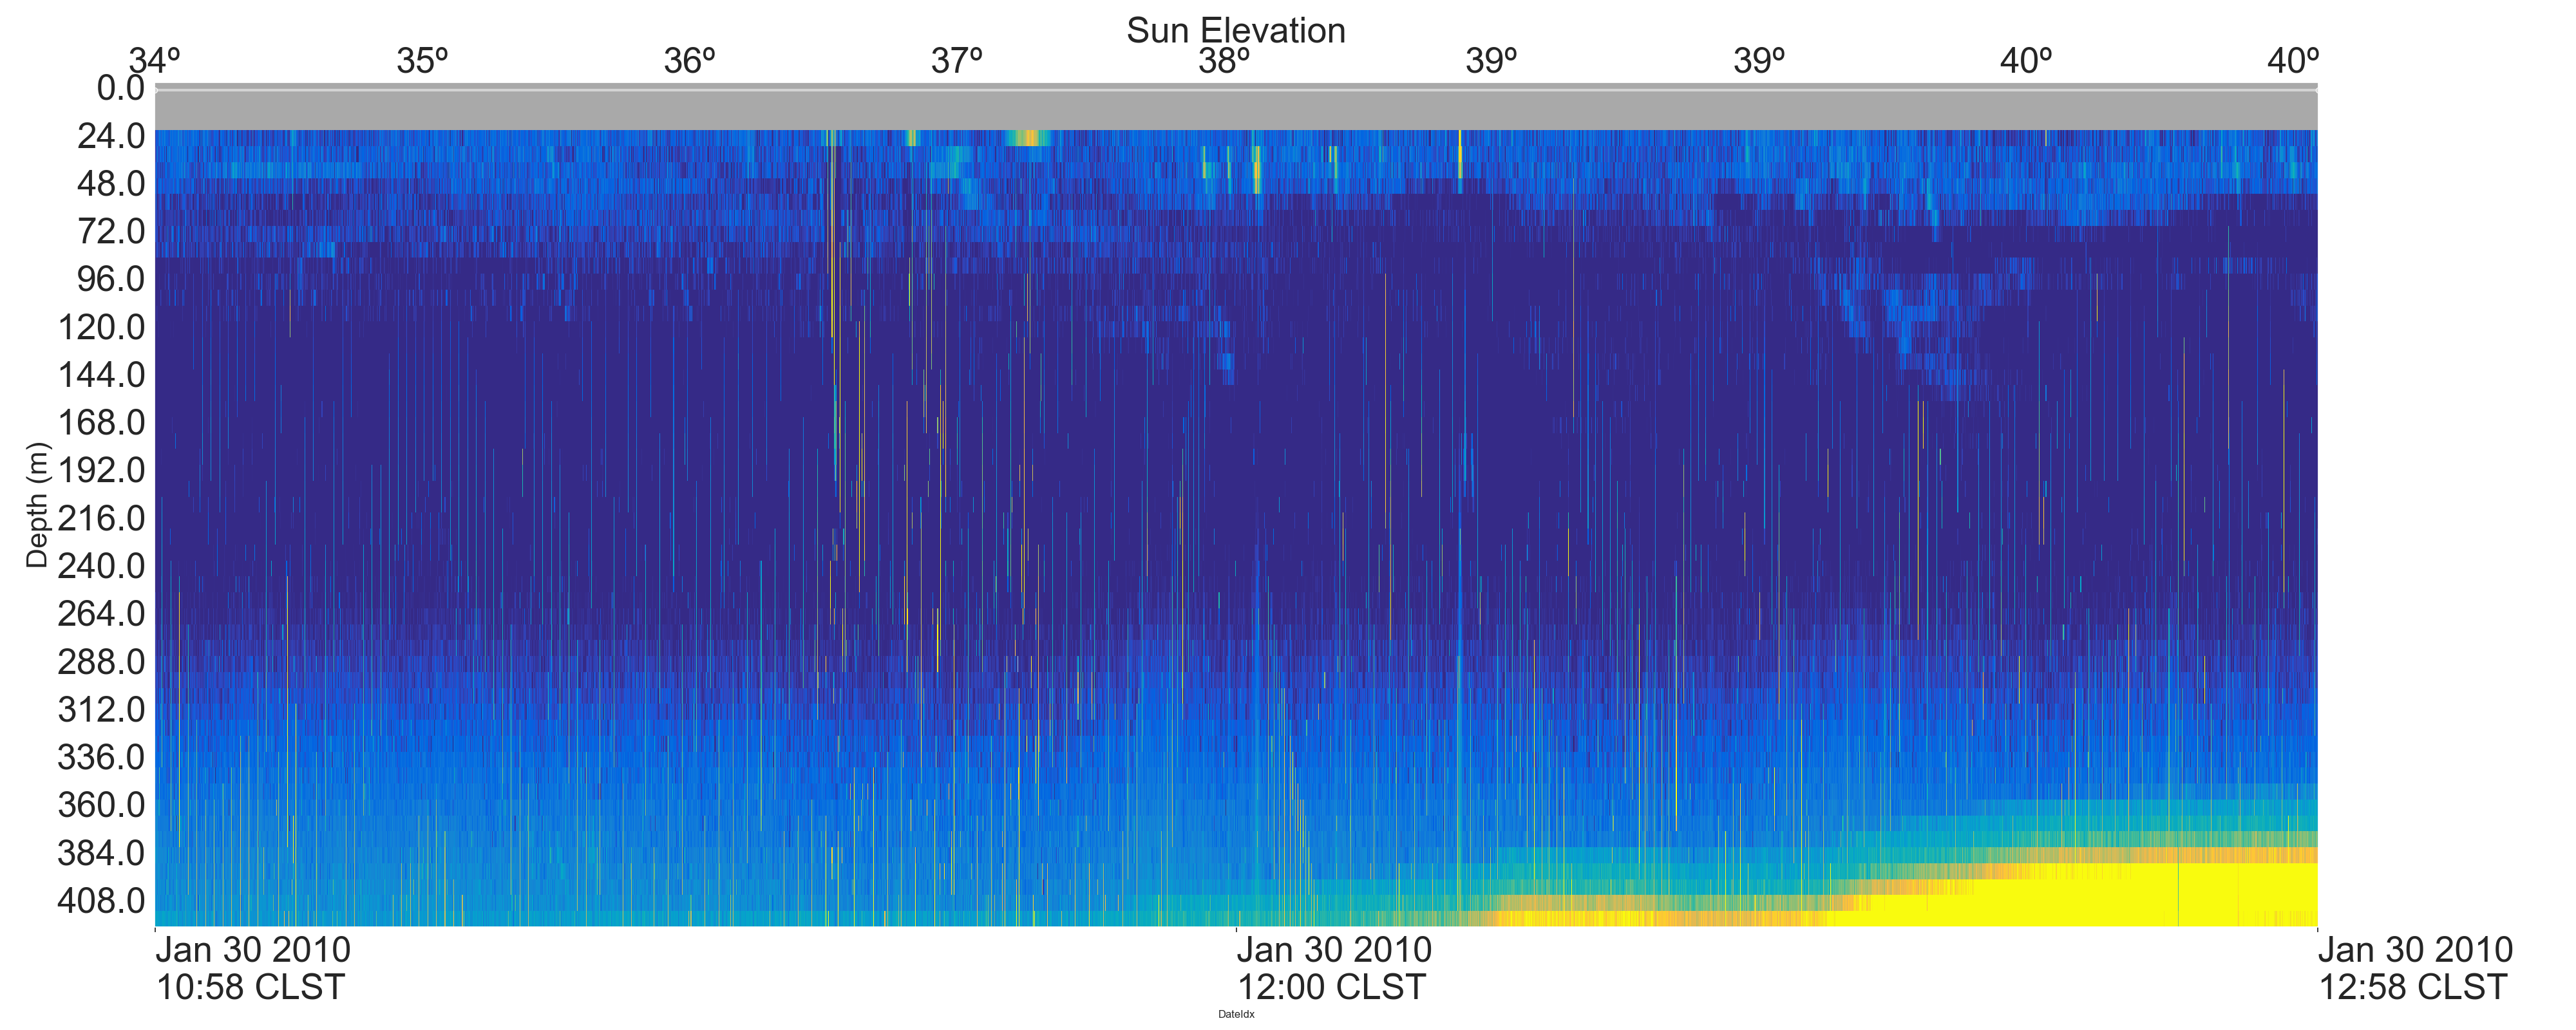 Sun Elevation
34º 35º 36º 37º 38º 39º 39º 40º 40º
0.0
24.0
48.0
72.0
96.0
120.0
144.0
168.0
192.0
216.0
240.0
264.0
288.0
312.0
336.0
360.0
384.0
408.0
Depth (m)
Jan 30 2010
10:58 CLST
Jan 30 2010
12:00 CLST
Jan 30 2010
12:58 CLST
DateIdx